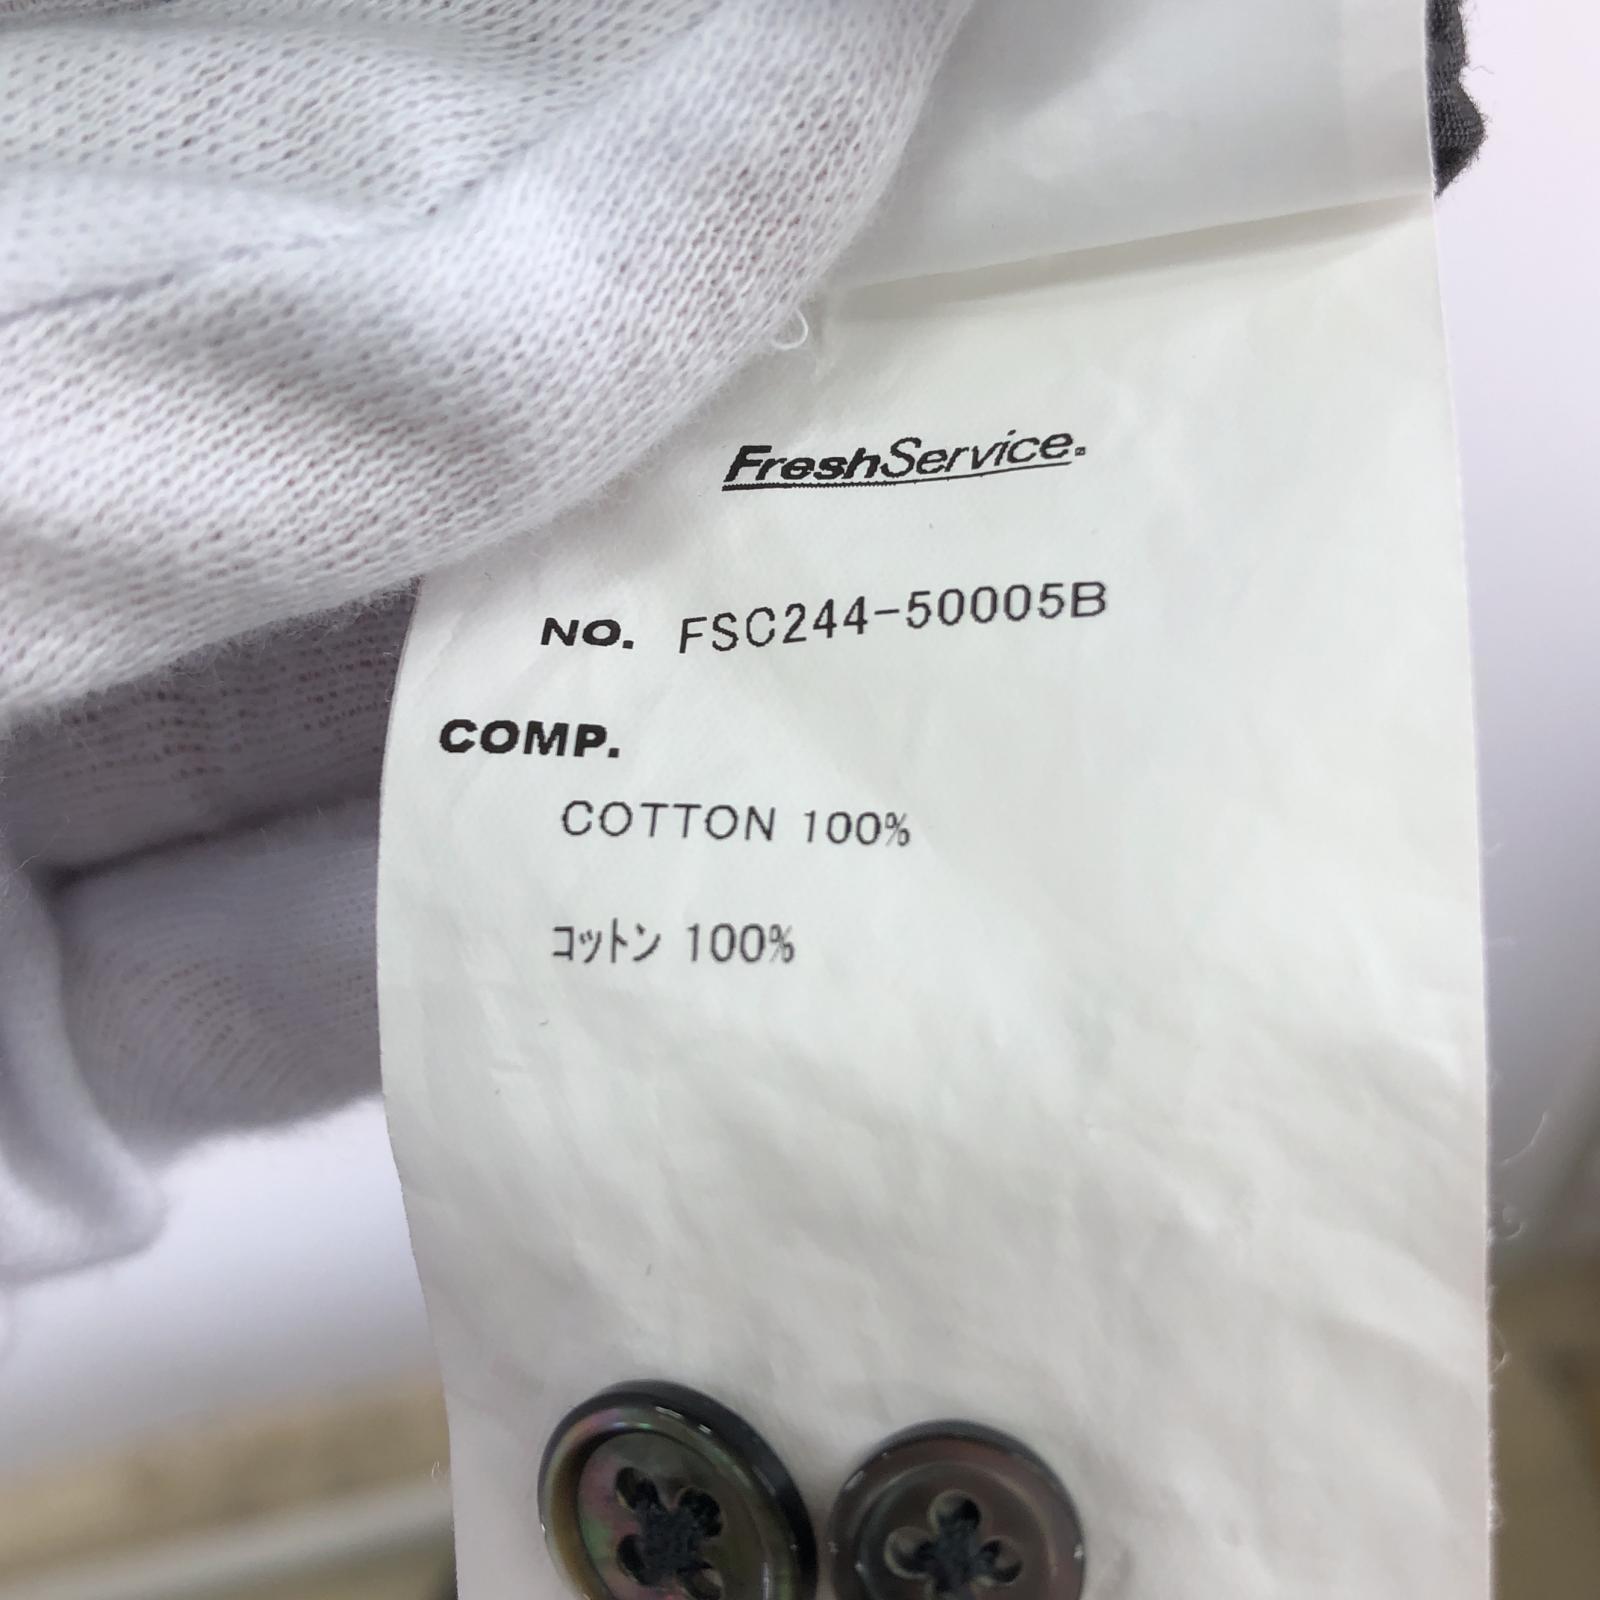 FreshService®
NO. FSC244-50005B
COMP.
COTTON 100%
コットン 100%